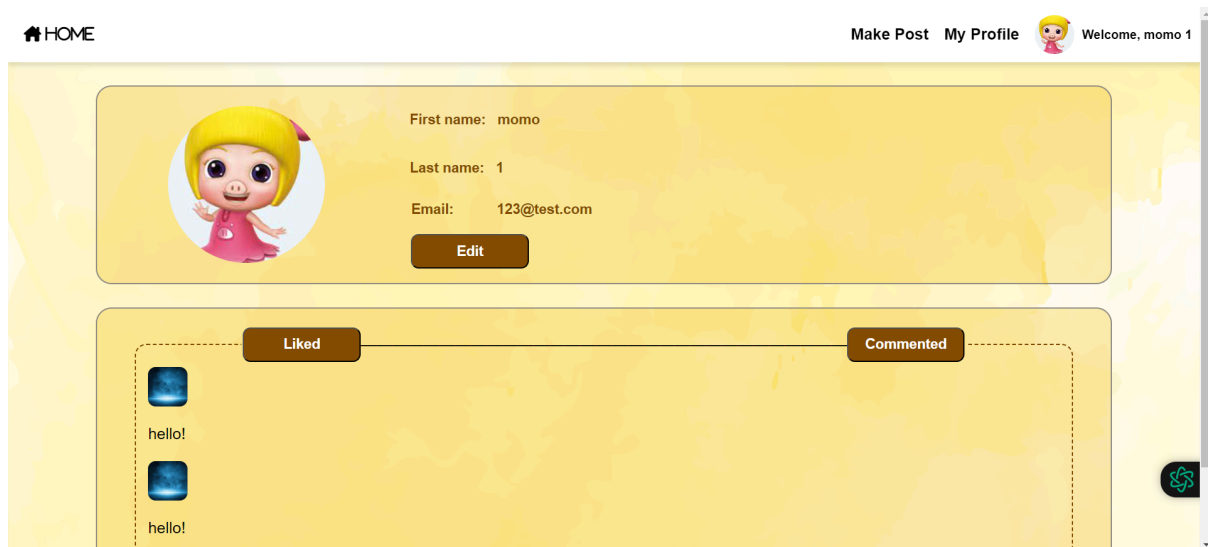 HOME
Make Post My Profile Welcome, momo 1
First name: momo
Last name: 1
Email: 123@test.com
Edit
Liked Commented
hello!
hello!